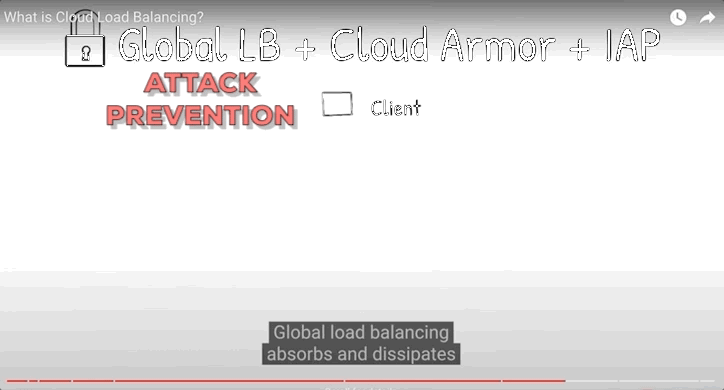 What is Cloud Load Balancing?
Global LB + Cloud Armor + IAP
ATTACK
PREVENTION
Client
Global load balancing
absorbs and dissipates